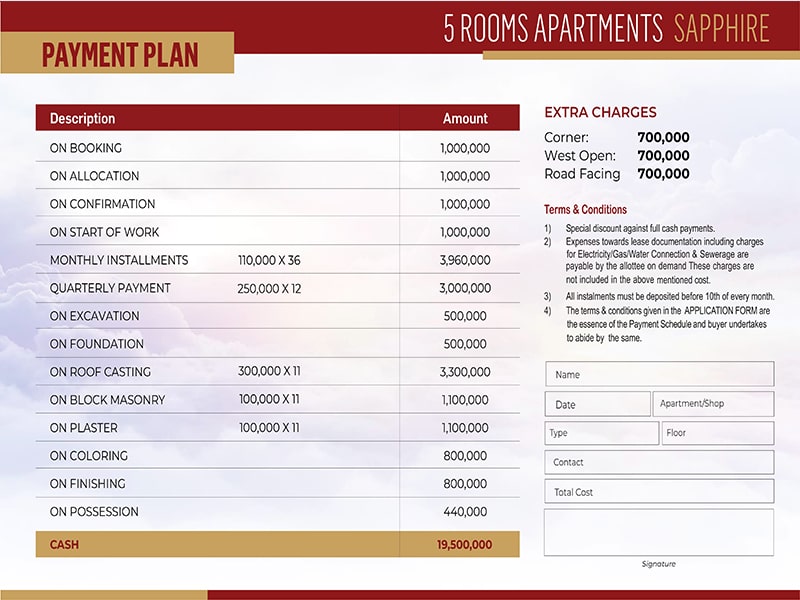 5 ROOMS APARTMENTS SAPPHIRE
PAYMENT PLAN
Description Amount
ON BOOKING 1,000,000
ON ALLOCATION 1,000,000
ON CONFIRMATION 1,000,000
ON START OF WORK 1,000,000
MONTHLY INSTALLMENTS 110,000 X 36 3,960,000
QUARTERLY PAYMENT 250,000 X 12 3,000,000
ON EXCAVATION 500,000
ON FOUNDATION 500,000
ON ROOF CASTING 300,000 X 11 3,300,000
ON BLOCK MASONRY 100,000 X 11 1,100,000
ON PLASTER 100,000 X 11 1,100,000
ON COLORING 800,000
ON FINISHING 800,000
ON POSSESSION 440,000
CASH 19,500,000
EXTRA CHARGES
Corner: 700,000
West Open: 700,000
Road Facing 700,000
Terms & Conditions
1) Special discount against full cash payments.
2) Expenses towards lease documentation including charges
for Electricity/Gas/Water Connection & Sewerage are
payable by the allottee on demand These charges are
not included in the above mentioned cost.
3) All instalments must be deposited before 10th of every month.
4) The terms & conditions given in the APPLICATION FORM are
the essence of the Payment Schedule and buyer undertakes
to abide by the same.
Name
Date Apartment/Shop
Type Floor
Contact
Total Cost
Signature